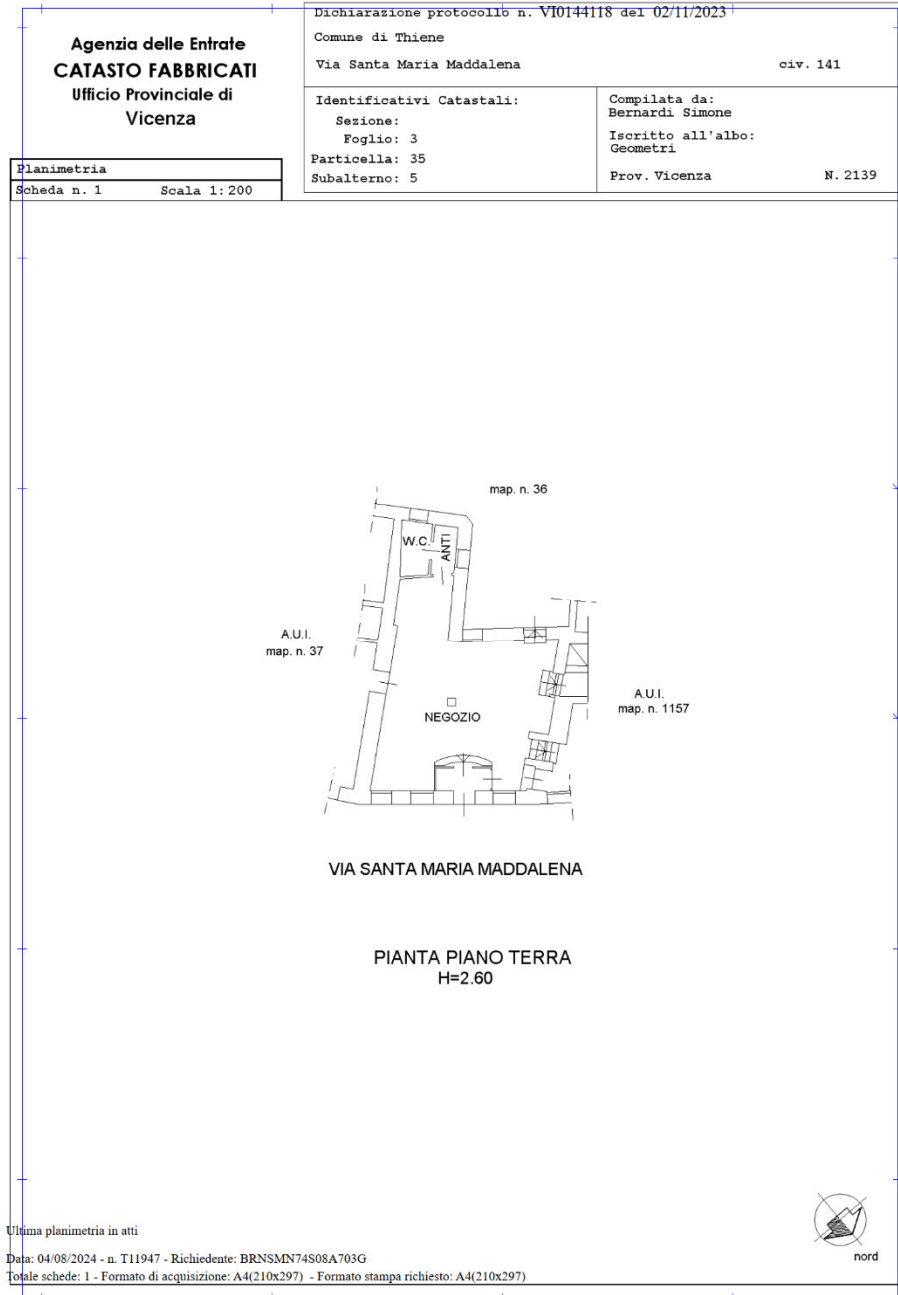 Agenzia delle Entrate
CATASTO FABBRICATI
Ufficio Provinciale di
Vicenza
Dichiarazione protocollo n. VI0144118 del 02/11/2023
Comune di Thiene
Via Santa Maria Maddalena civ. 141
Identificativi Catastali:
Sezione:
Foglio: 3
Particella: 35
Subalterno: 5
Compilata da:
Bernardi Simone
Iscritto all'albo:
Geometri
Prov. Vicenza N. 2139
Planimetria
Scheda n. 1 Scala 1:200
map. n. 36
W.C.
ANTI
A.U.I.
map. n. 37
A.U.I.
map. n. 1157
NEGOZIO
VIA SANTA MARIA MADDALENA
PIANTA PIANO TERRA
H=2.60
nord
Ultima planimetria in atti
Data: 04/08/2024 - n. T11947 - Richiedente: BRNSMN74S08A703G
Totale schede: 1 - Formato di acquisizione: A4(210x297) - Formato stampa richiesto: A4(210x297)